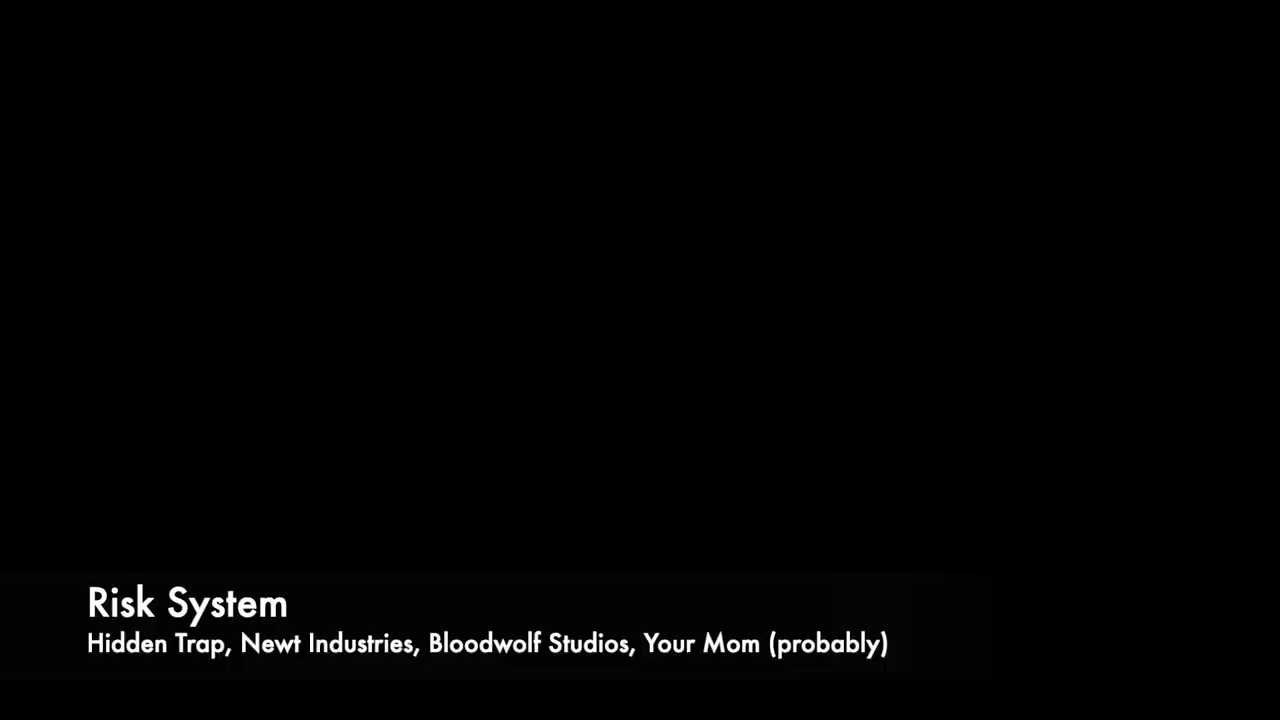 Risk System
Hidden Trap, Newt Industries, Bloodwolf Studios, Your Mom (probably)